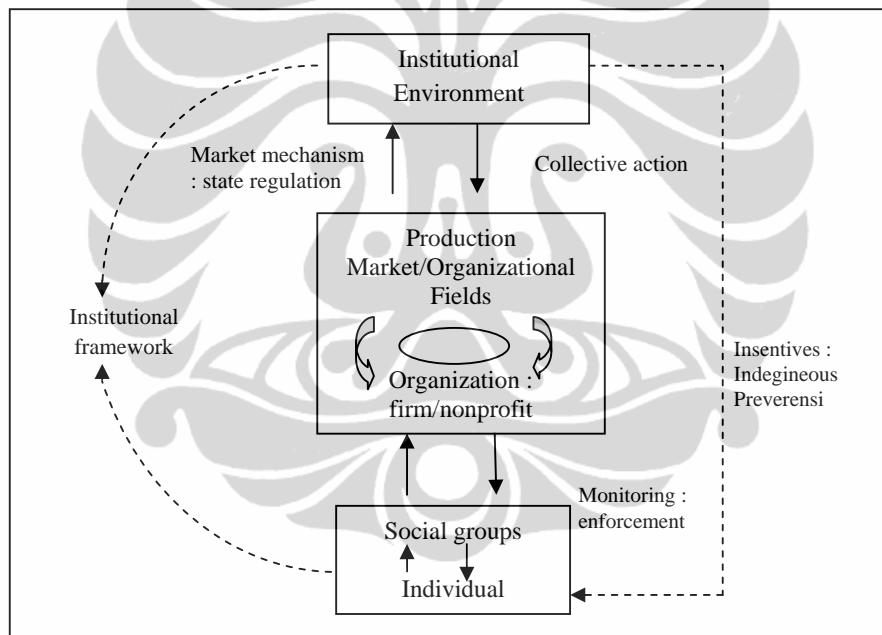 Institutional
Environment
Market mechanism
: state regulation
Collective action
Production
Market/Organizational
Fields
Institutional
framework
Insentives :
Indegineous
Preverensi
Organization :
firm/nonprofit
Monitoring :
enforcement
Social groups
Individual